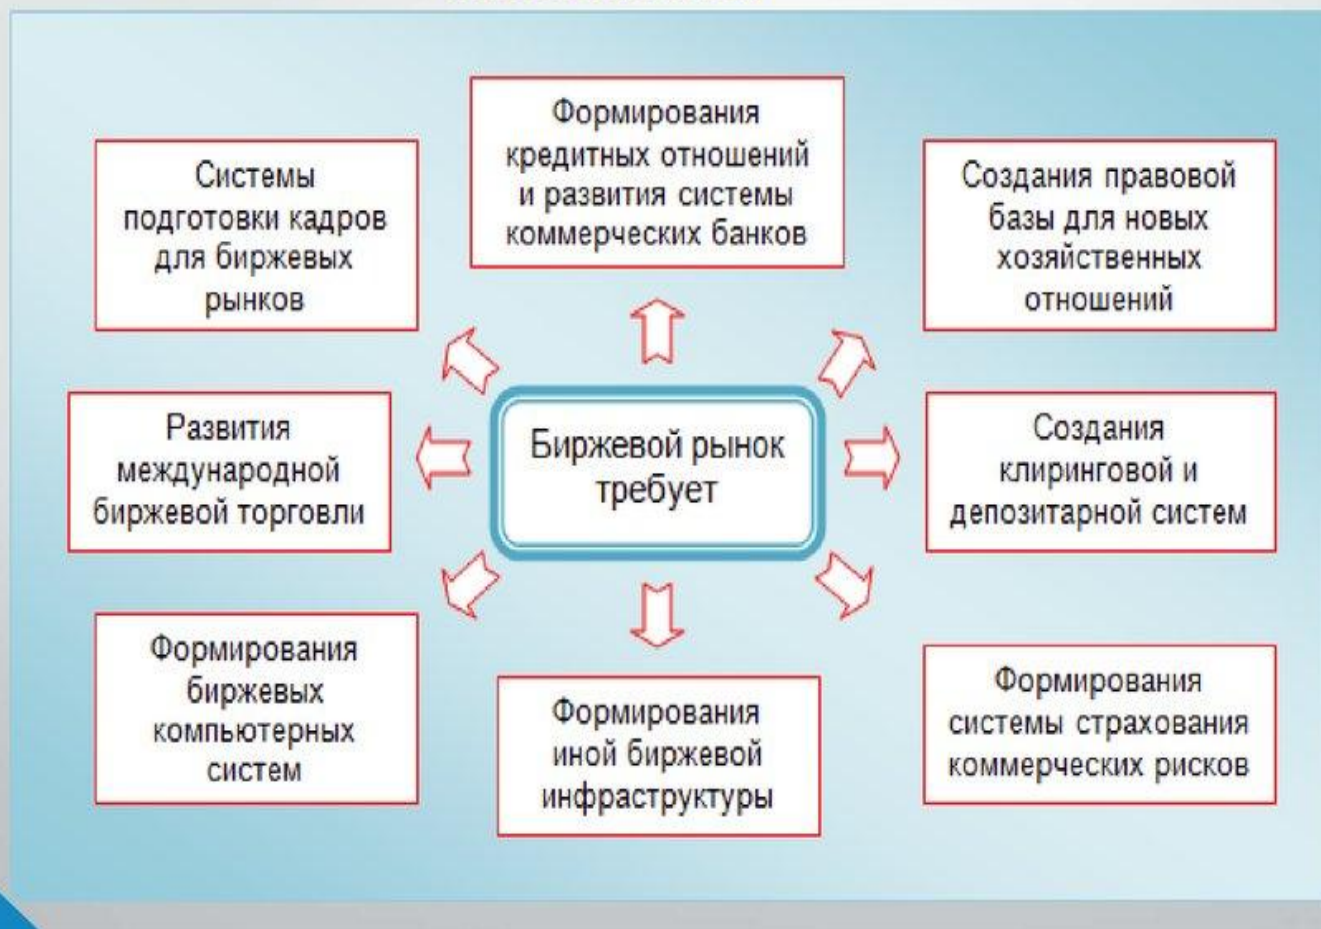 Формирования
кредитных отношений
и развития системы
коммерческих банков
Системы
подготовки кадров
для биржевых
рынков
Создания правовой
базы для новых
хозяйственных
отношений
Развития
международной
биржевой торговли
Биржевой рынок
требует
Создания
клиринговой и
депозитарной систем
Формирования
биржевых
компьютерных
систем
Формирования
иной биржевой
инфраструктуры
Формирования
системы страхования
коммерческих рисков